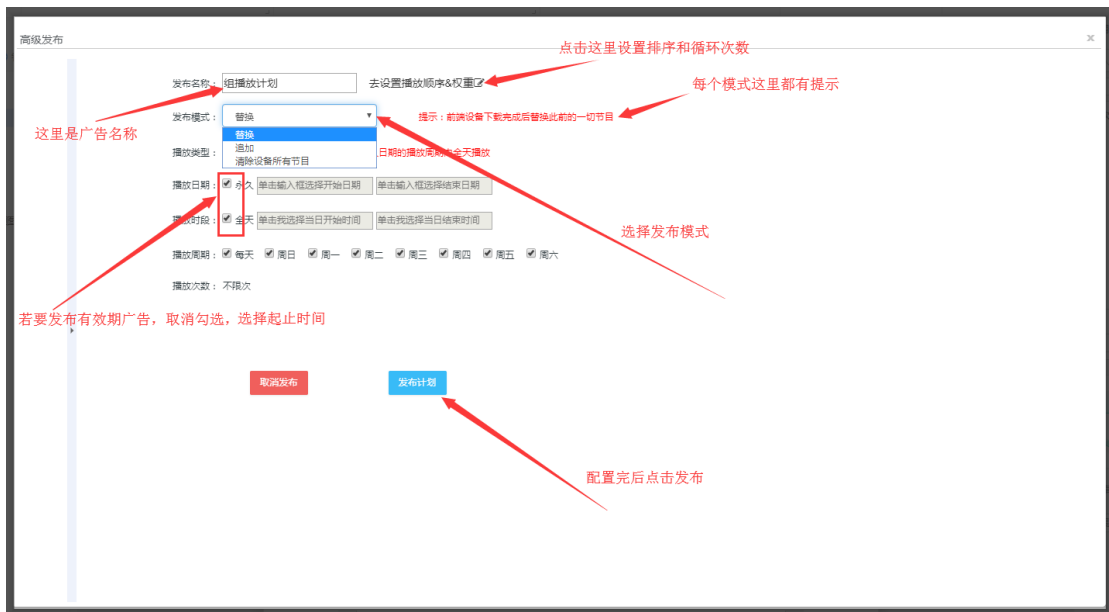 高级发布
x
点击这里设置排序和循环次数
发布名称： 组播放计划 去设置播放顺序&权重
每个模式这里都有提示
发布模式： 替换 提示：前端设备下载完成后替换此前的一切节目
这里是广告名称
替换
追加
清除设备所有节目
播放类型： 日期的播放周期内全天播放
播放日期： 永久 单击输入框选择开始日期 单击输入框选择结束日期
播放时段： 全天 单击我选择当日开始时间 单击我选择当日结束时间
选择发布模式
播放周期： 每天 周日 周一 周二 周三 周四 周五 周六
播放次数： 不限次
若要发布有效期广告，取消勾选，选择起止时间
取消发布 发布计划
配置完后点击发布